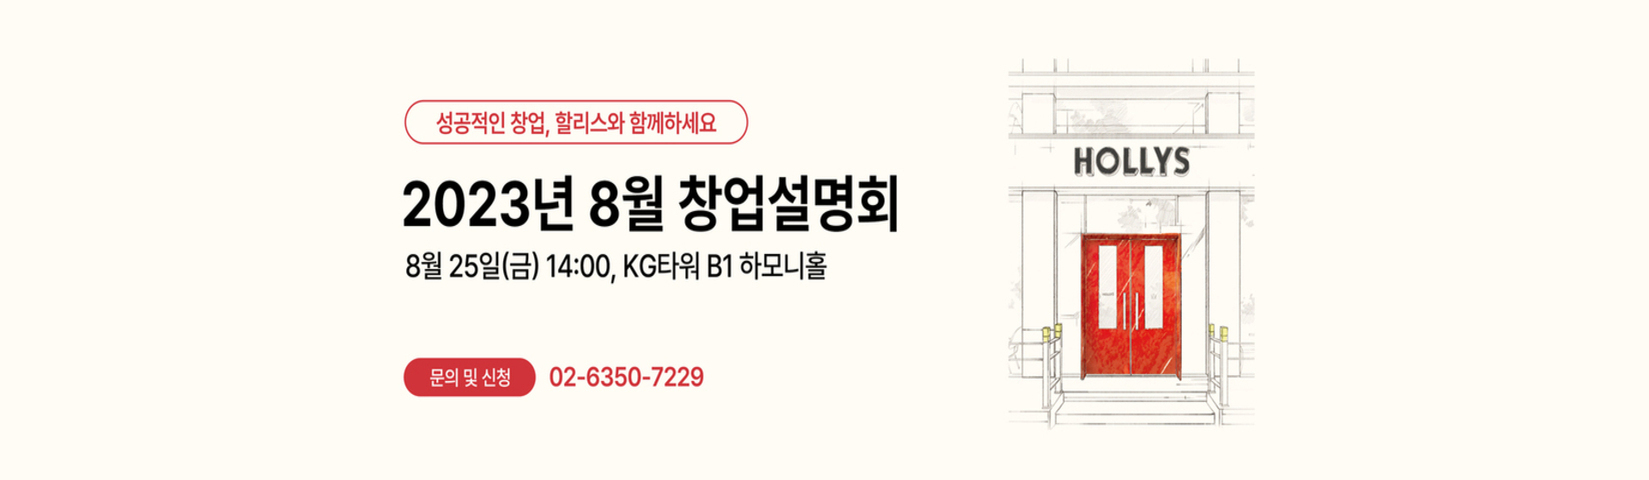 성공적인 창업, 할리스와 함께하세요
2023년 8월 창업설명회
8월 25일(금) 14:00, KG타워 B1 하모니홀
문의 및 신청 02-6350-7229
HOLLYS